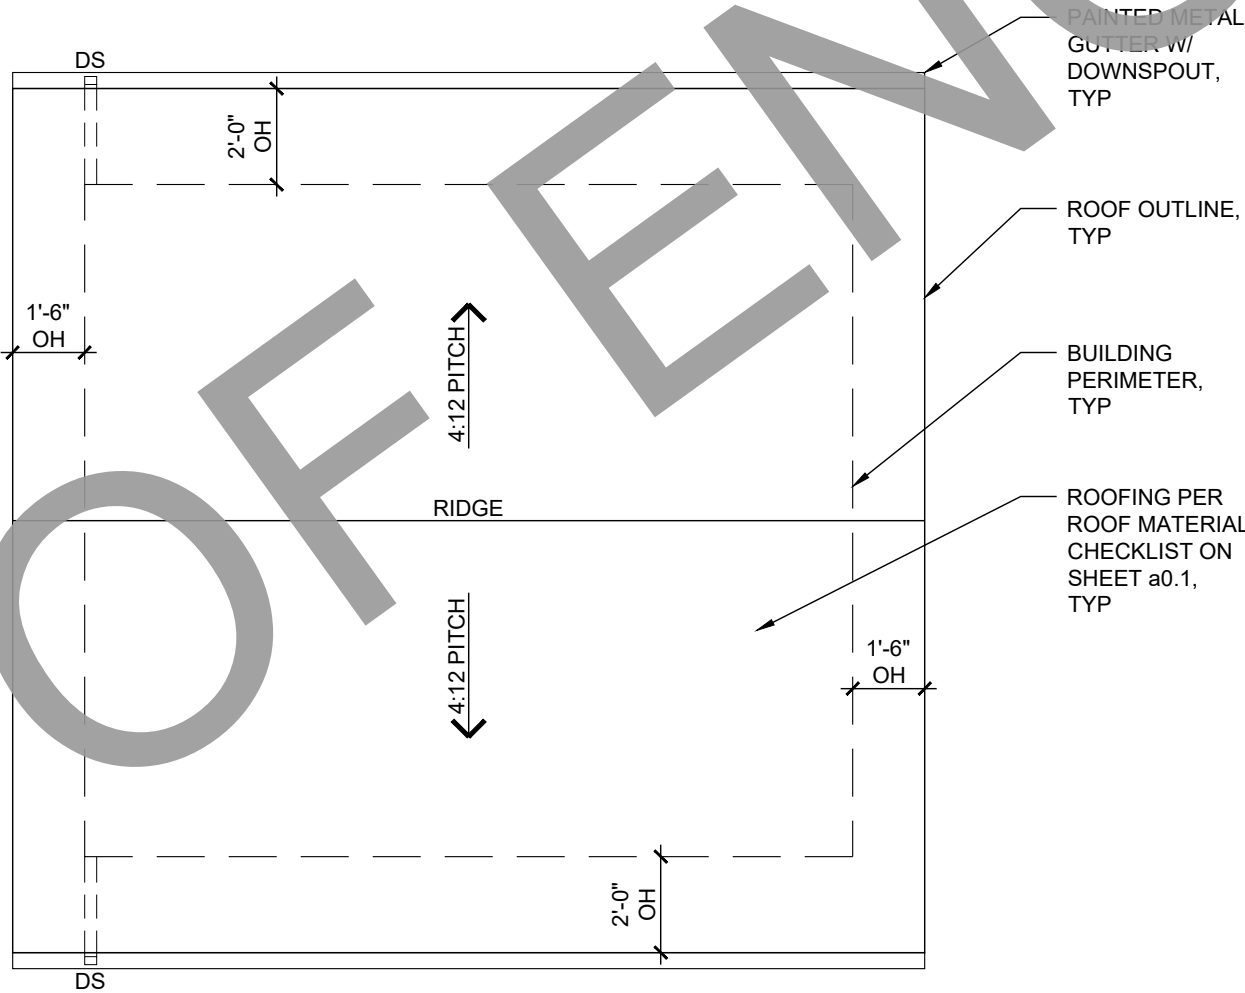 PAINTED METAL
GUTTER W/
DOWNSPOUT,
TYP
DS
2'-0"
OH
ROOF OUTLINE,
TYP
1'-6"
OH
4:12 PITCH
BUILDING
PERIMETER,
TYP
RIDGE
ROOFING PER
ROOF MATERIAL
CHECKLIST ON
SHEET a0.1,
TYP
4:12 PITCH
1'-6"
OH
2'-0"
OH
DS
OF EN